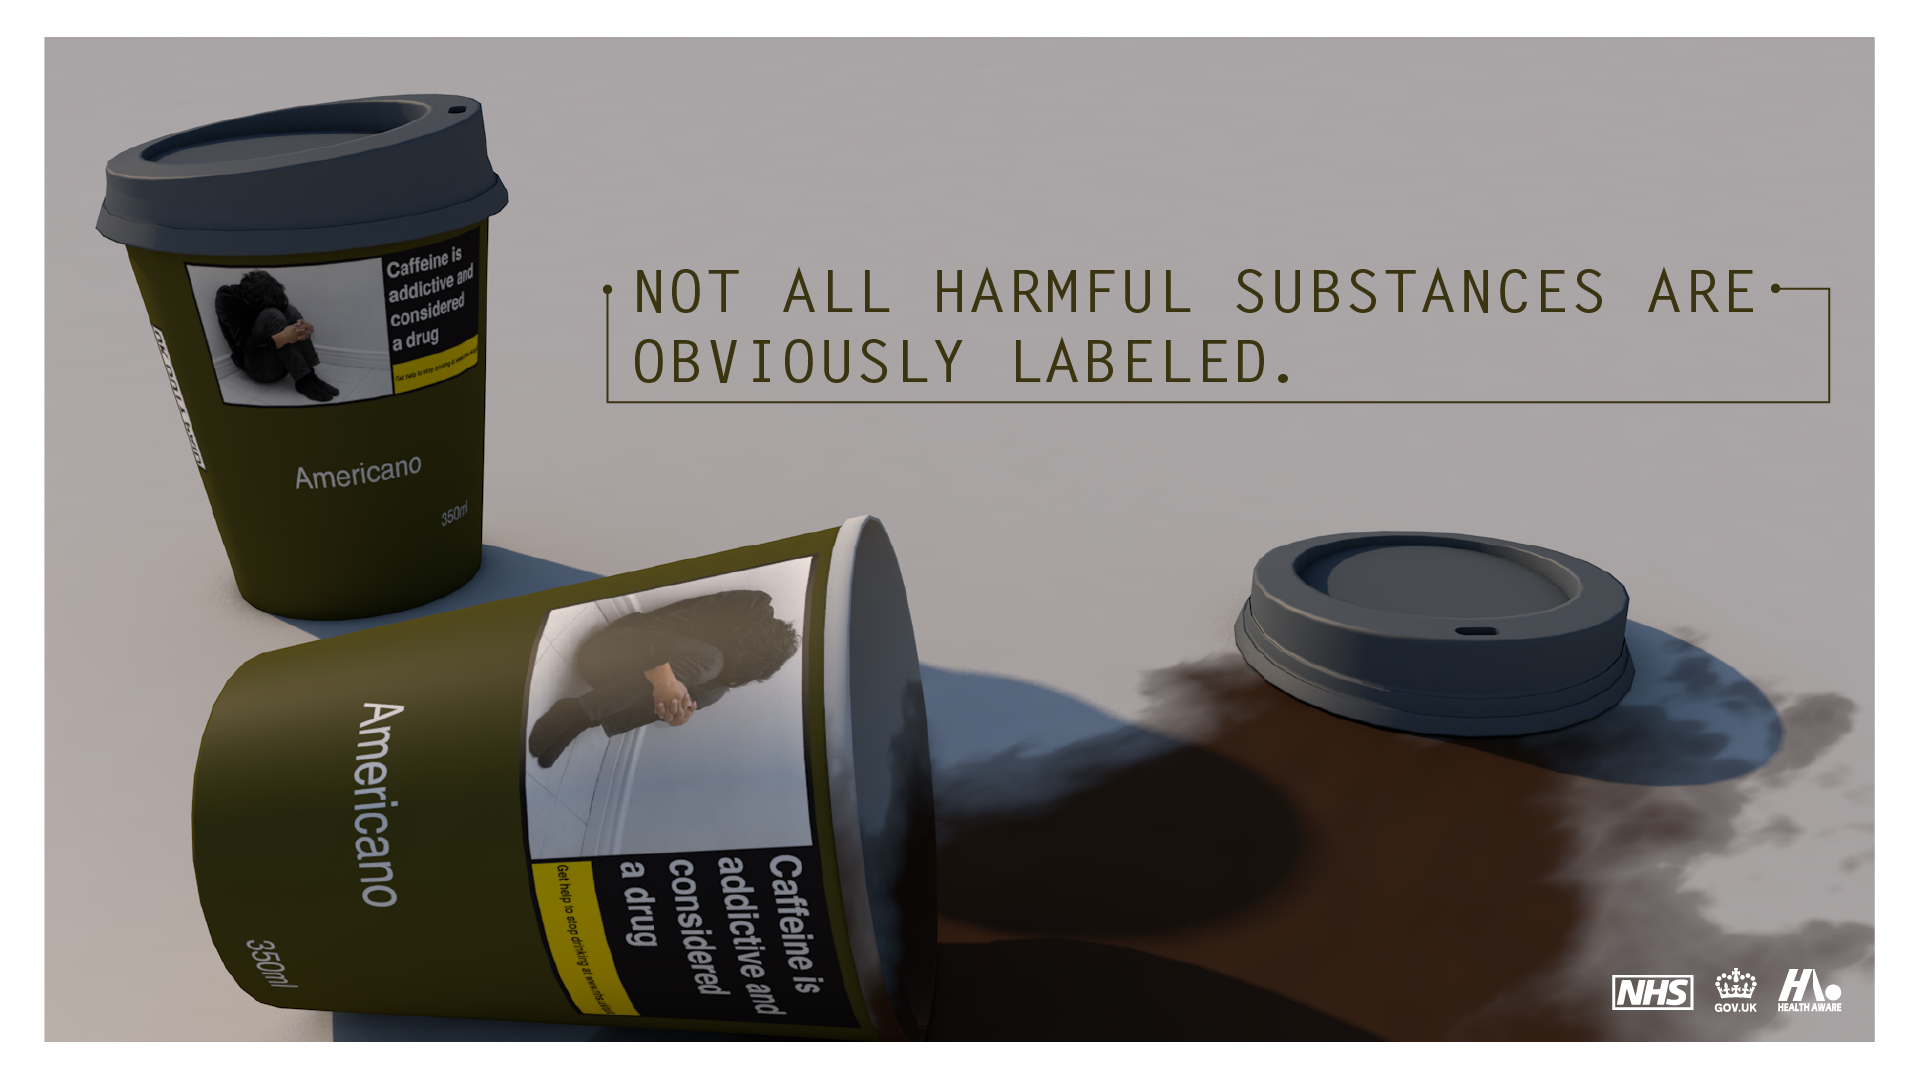 Caffeine is
addictive and
considered
a drug
Americano
350ml
NOT ALL HARMFUL SUBSTANCES ARE
OBVIOUSLY LABELED.
Caffeine is
addictive and
considered
a drug
Get help to stop drinking at
Americano
350ml
NHS
GOV.UK
HA
HEALTH AWARE